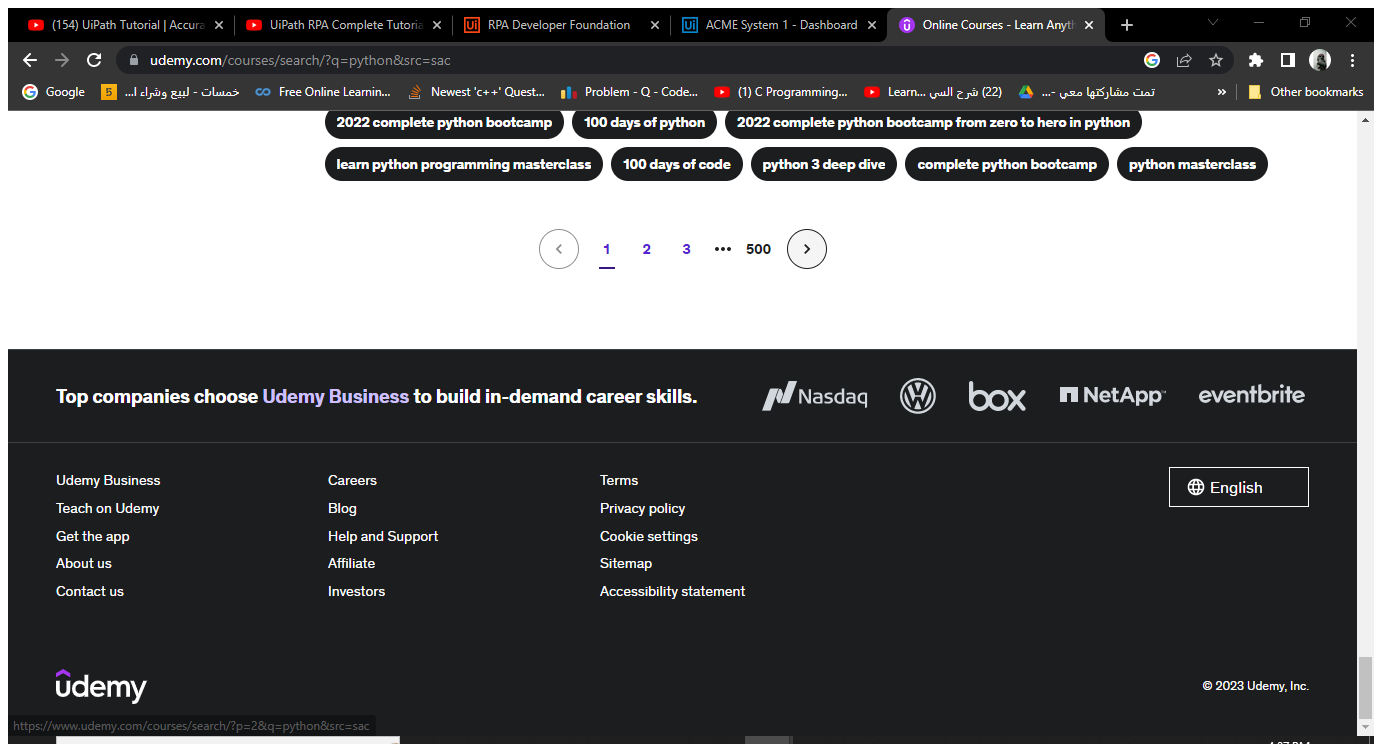 (154) UiPath Tutorial | Accura
UiPath RPA Complete Tutoria
RPA Developer Foundation
ACME System 1 - Dashboard
Online Courses - Learn Anyth
udemy.com/courses/search/?q=python&src=sac
Google
5
خمسات - لبيع وشراء ا...
Free Online Learnin...
Newest 'c++' Quest...
Problem - Q - Code...
(1) C Programming...
(22) شرح السي ...Learn
تمت مشاركتها معي -...
»
Other bookmarks
2022 complete python bootcamp
100 days of python
2022 complete python bootcamp from zero to hero in python
learn python programming masterclass
100 days of code
python 3 deep dive
complete python bootcamp
python masterclass
1 2 3 ••• 500
Top companies choose Udemy Business to build in-demand career skills.
Nasdaq
box
NetApp
eventbrite
Udemy Business
Teach on Udemy
Get the app
About us
Contact us
Careers
Blog
Help and Support
Affiliate
Investors
Terms
Privacy policy
Cookie settings
Sitemap
Accessibility statement
English
udemy
© 2023 Udemy, Inc.
https://www.udemy.com/courses/search/?p=2&q=python&src=sac